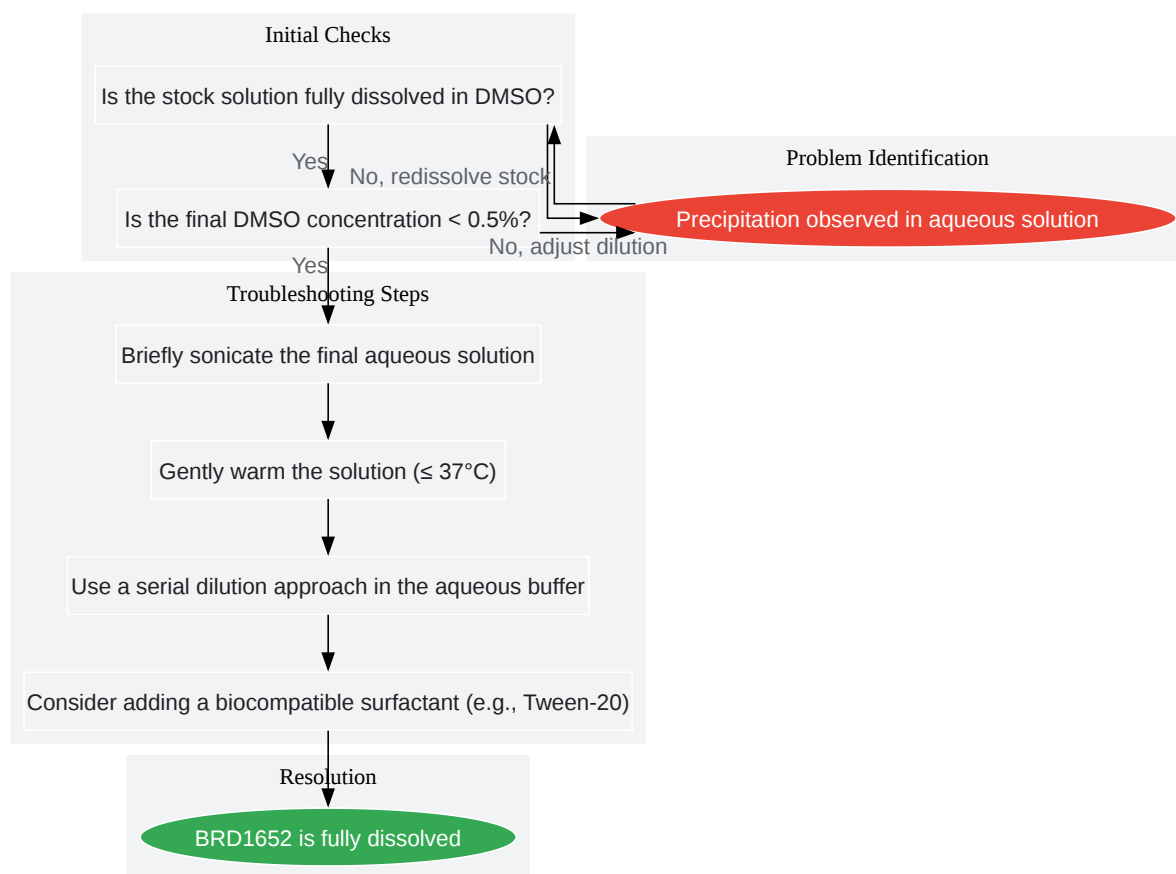 Initial Checks
Is the stock solution fully dissolved in DMSO?
Problem Identification
Yes
No, redissolve stock
Is the final DMSO concentration < 0.5%?
Precipitation observed in aqueous solution
No, adjust dilution
Yes
Troubleshooting Steps
Briefly sonicate the final aqueous solution
Gently warm the solution (≤ 37°C)
Use a serial dilution approach in the aqueous buffer
Consider adding a biocompatible surfactant (e.g., Tween-20)
Resolution
BRD1652 is fully dissolved